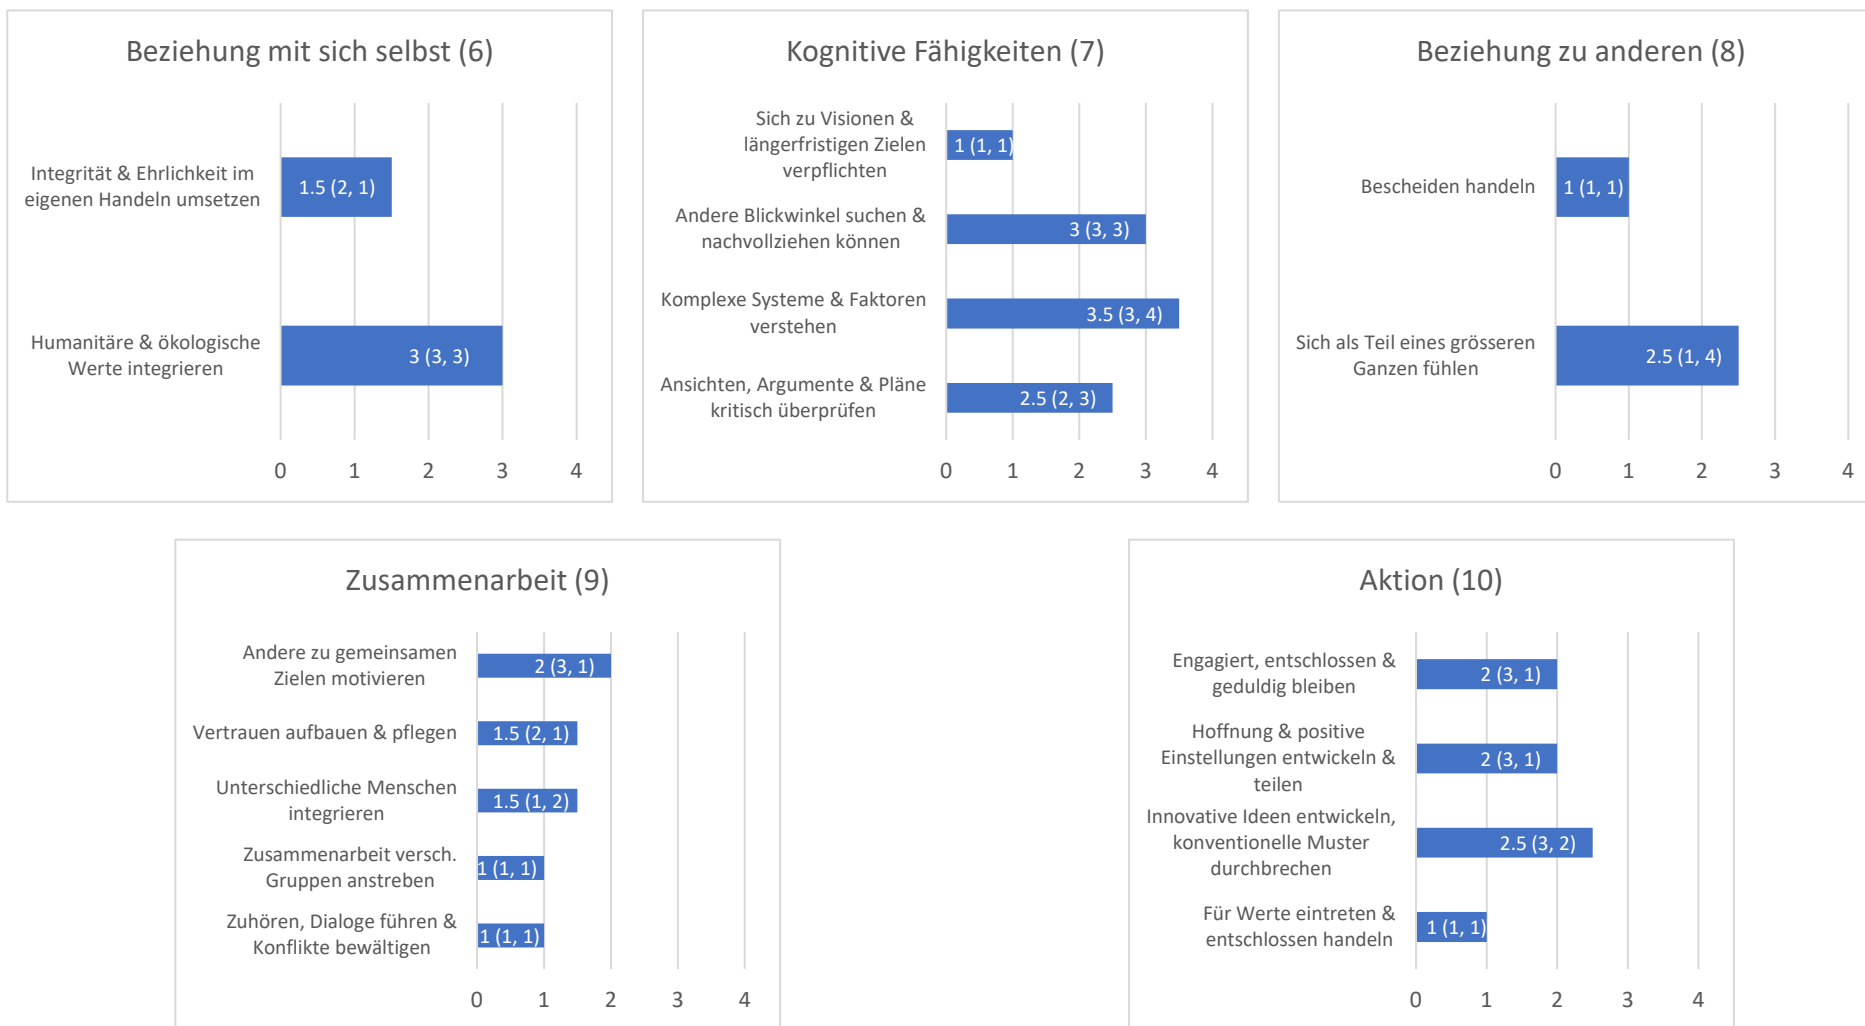 Beziehung mit sich selbst (6)
Integrität & Ehrlichkeit im
eigenen Handeln umsetzen
1.5 (2, 1)
Humanitäre & ökologische
Werte integrieren
3 (3, 3)
0 1 2 3 4
Kognitive Fähigkeiten (7)
Sich zu Visionen &
längerfristigen Zielen
verpflichten
1 (1, 1)
Andere Blickwinkel suchen &
nachvollziehen können
3 (3, 3)
Komplexe Systeme & Faktoren
verstehen
3.5 (3, 4)
Ansichten, Argumente & Pläne
kritisch überprüfen
2.5 (2, 3)
0 1 2 3 4
Beziehung zu anderen (8)
Bescheiden handeln
1 (1, 1)
Sich als Teil eines grösseren
Ganzen fühlen
2.5 (1, 4)
0 1 2 3 4
Zusammenarbeit (9)
Andere zu gemeinsamen
Zielen motivieren
2 (3, 1)
Vertrauen aufbauen & pflegen
1.5 (2, 1)
Unterschiedliche Menschen
integrieren
1.5 (1, 2)
Zusammenarbeit versch.
Gruppen anstreben
1 (1, 1)
Zuhören, Dialoge führen &
Konflikte bewältigen
1 (1, 1)
0 1 2 3 4
Aktion (10)
Engagiert, entschlossen &
geduldig bleiben
2 (3, 1)
Hoffnung & positive
Einstellungen entwickeln &
teilen
2 (3, 1)
Innovative Ideen entwickeln,
konventionelle Muster
durchbrechen
2.5 (3, 2)
Für Werte eintreten &
entschlossen handeln
1 (1, 1)
0 1 2 3 4